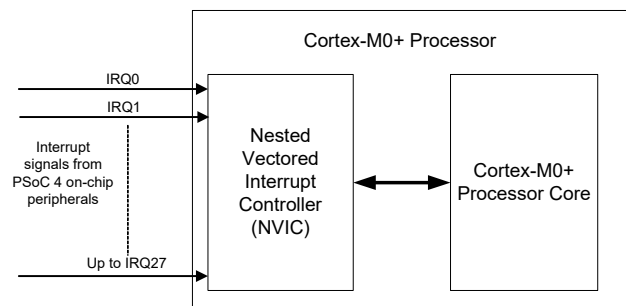 Cortex-M0+ Processor
IRQ0
IRQ1
Interrupt
signals from
PSoC 4 on-chip
peripherals
Up to IRQ27
Nested
Vectored
Interrupt
Controller
(NVIC)
Cortex-M0+
Processor Core